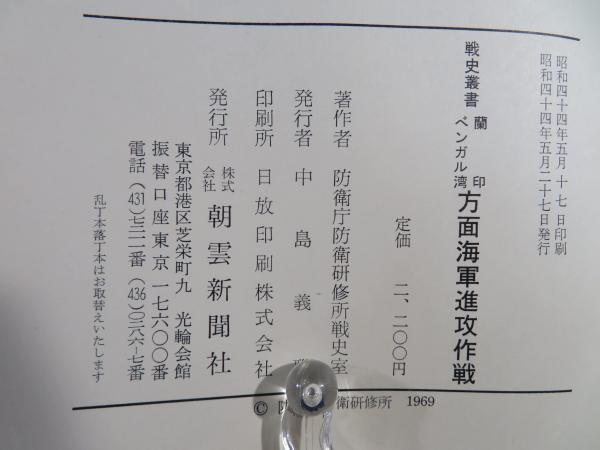 昭和四十四年五月 十 七 日印刷
昭和四十四年五月二十七日発行
戦史叢書 蘭印ベンガル湾 方面海軍進攻作戦
定価 二、二〇〇円
著作者 防衛庁防衛研修所戦史室
発行者 中島義
印刷所 日放印刷株式会社
発行所 株式会社 朝雲新聞社
東京都港区芝栄町九 光輪会館
振替口座東京一七六〇〇番
電話(431)七三二一番(436)〇三八六−七番
乱丁本落丁本はお取替えいたします
© 防 衛研修所 1969